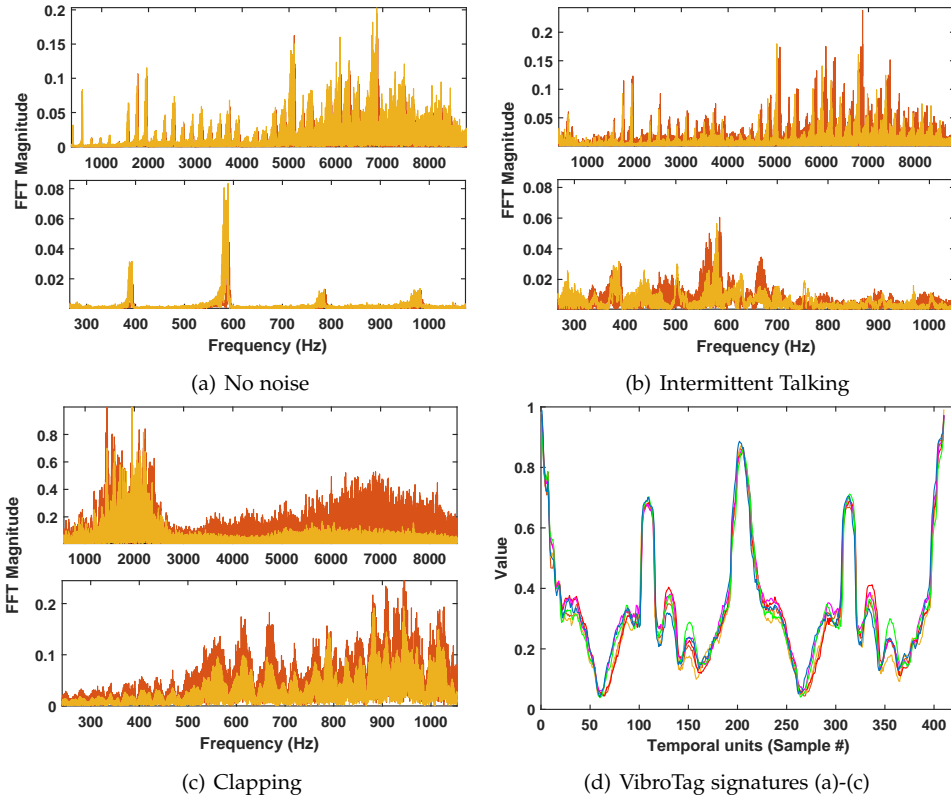 FFT Magnitude
0.2
0.15
0.1
0.05
0
1000 2000 3000 4000 5000 6000 7000 8000
0.08
0.06
0.04
0.02
300 400 500 600 700 800 900 1000
Frequency (Hz)
(a) No noise
FFT Magnitude
0.2
0.15
0.1
0.05
1000 2000 3000 4000 5000 6000 7000 8000
0.08
0.06
0.04
0.02
300 400 500 600 700 800 900 1000
Frequency (Hz)
(b) Intermittent Talking
FFT Magnitude
0.8
0.6
0.4
0.2
1000 2000 3000 4000 5000 6000 7000 8000
0.2
0.1
0
300 400 500 600 700 800 900 1000
Frequency (Hz)
(c) Clapping
Value
1
0.8
0.6
0.4
0.2
0
0 50 100 150 200 250 300 350 400
Temporal units (Sample #)
(d) VibroTag signatures (a)-(c)